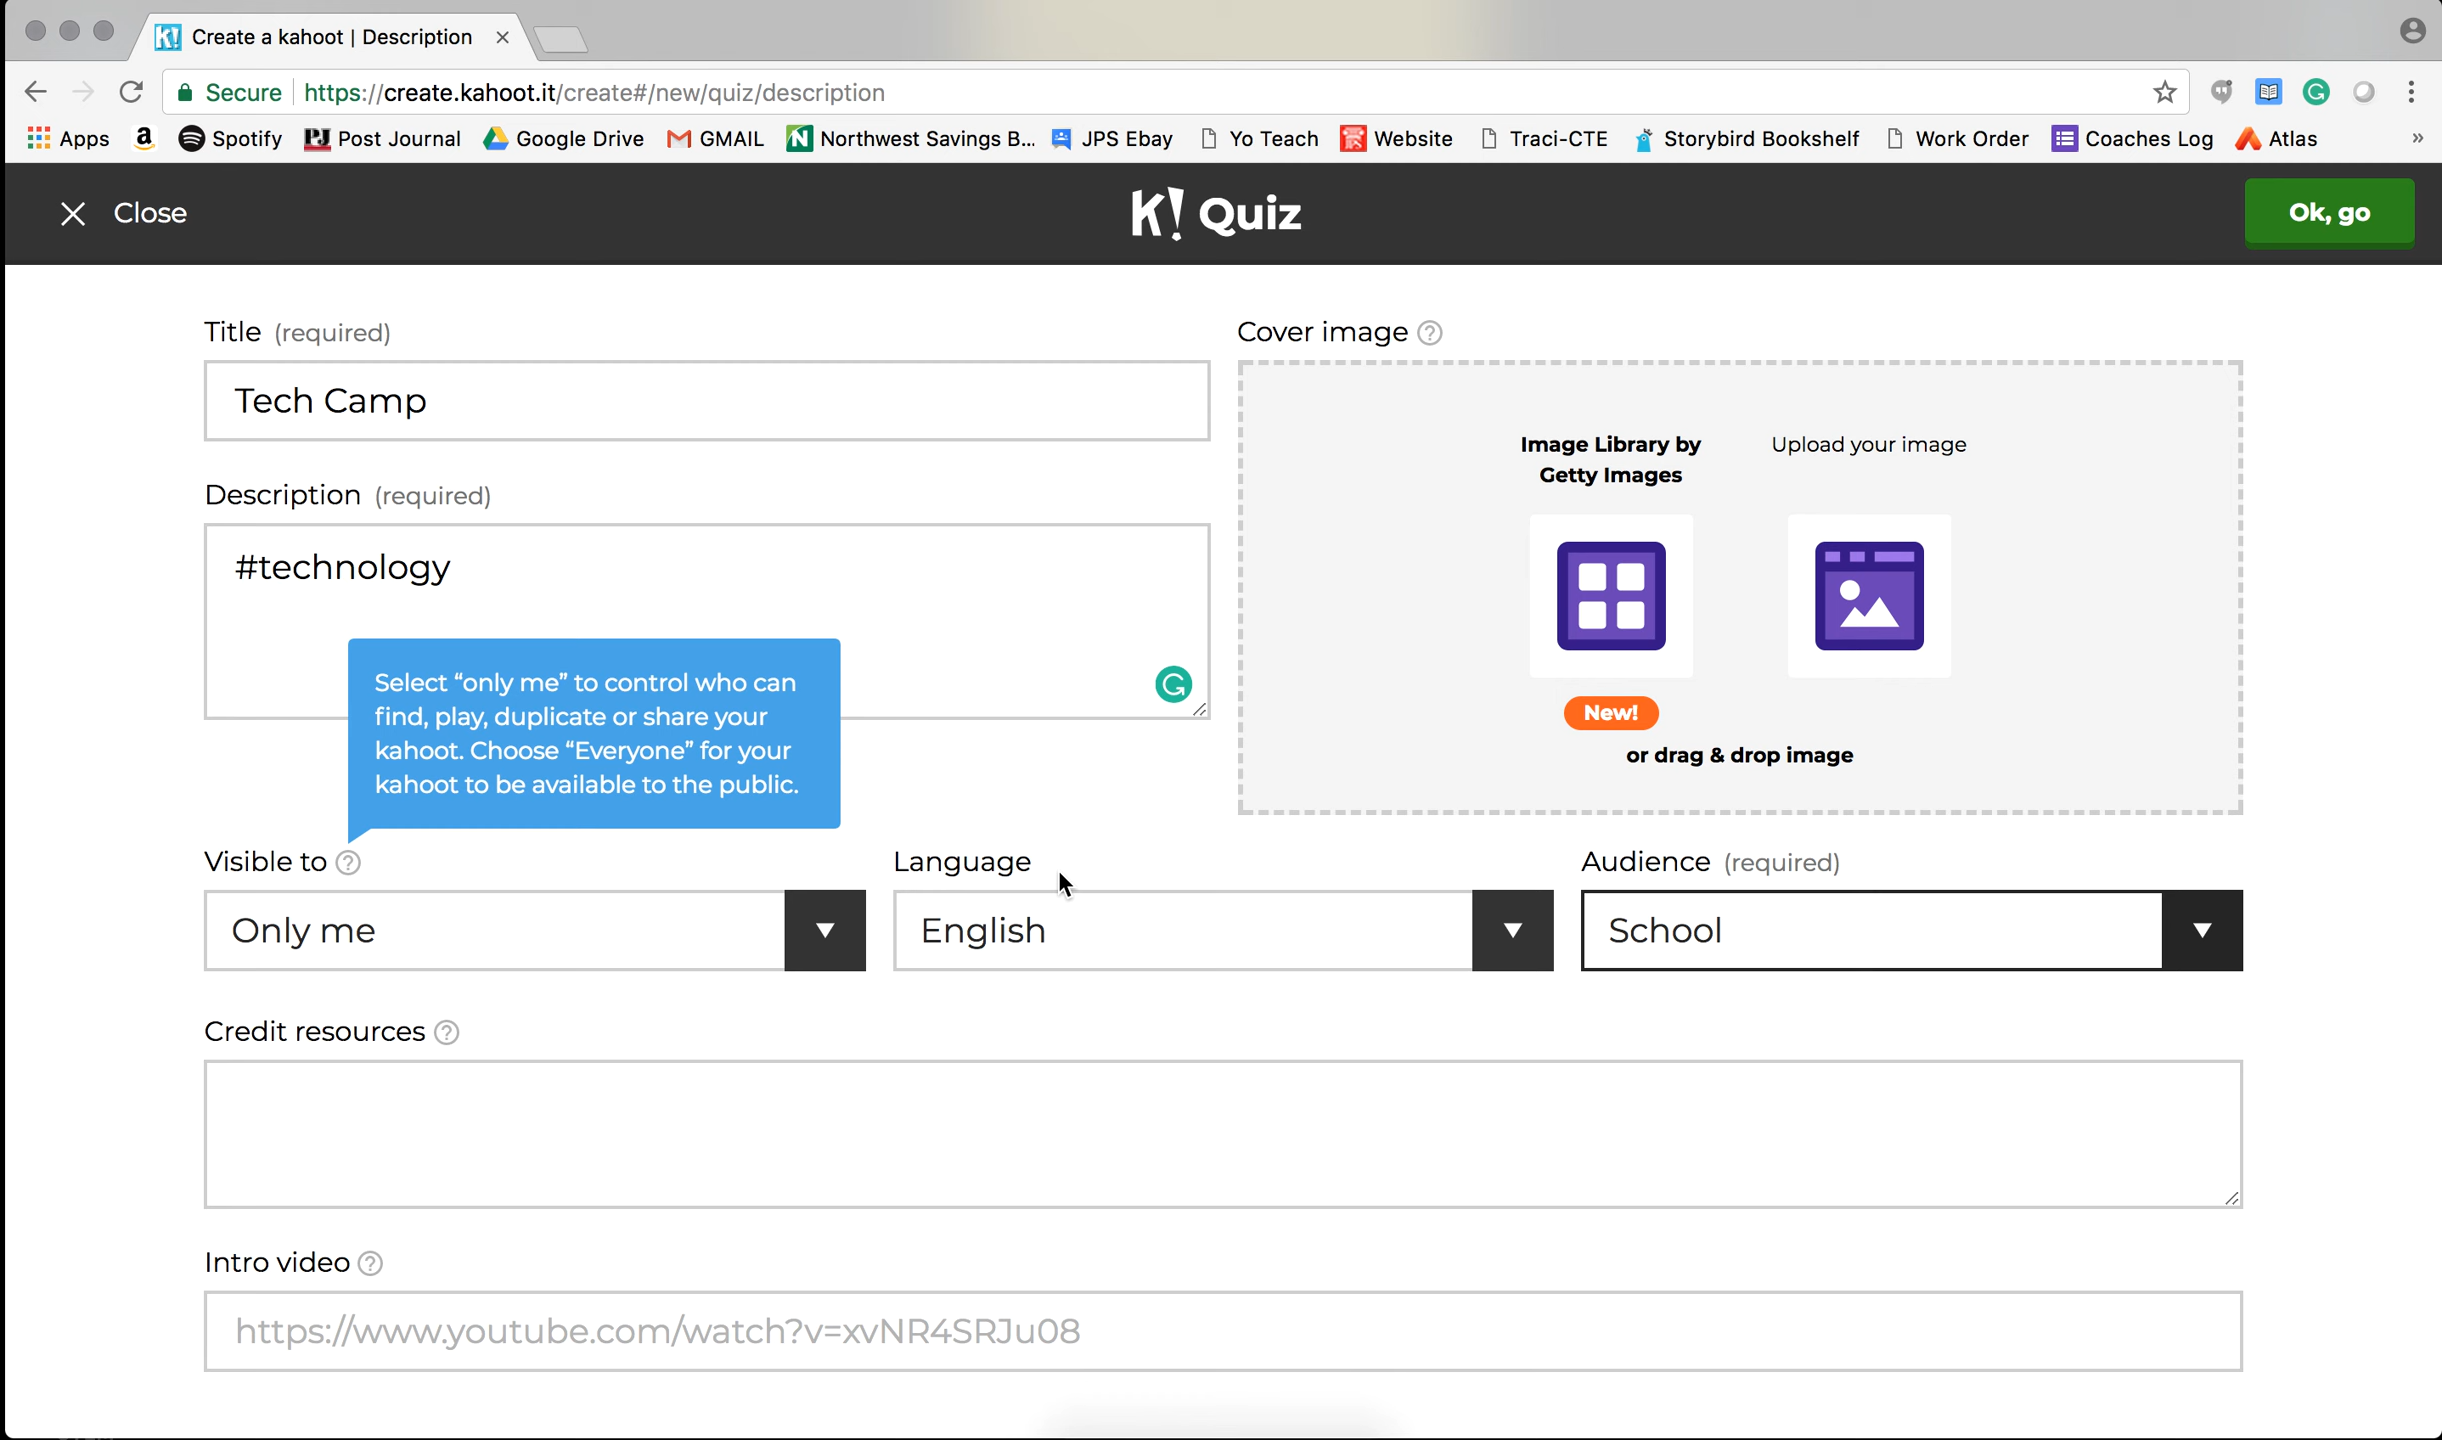 Create a kahoot | Description
Secure https://create.kahoot.it/create#/new/quiz/description
Apps Spotify Post Journal Google Drive GMAIL Northwest Savings B... JPS Ebay Yo Teach Website Traci-CTE Storybird Bookshelf Work Order Coaches Log Atlas »
Close
K! Quiz
Ok, go
Title (required)
Tech Camp
Description (required)
#technology
Select “only me” to control who can
find, play, duplicate or share your
kahoot. Choose “Everyone” for your
kahoot to be available to the public.
Cover image ?
Image Library by
Getty Images
Upload your image
New!
or drag & drop image
Visible to ?
Only me
Language
English
Audience (required)
School
Credit resources ?
Intro video ?
https://www.youtube.com/watch?v=xvNR4SRJu08